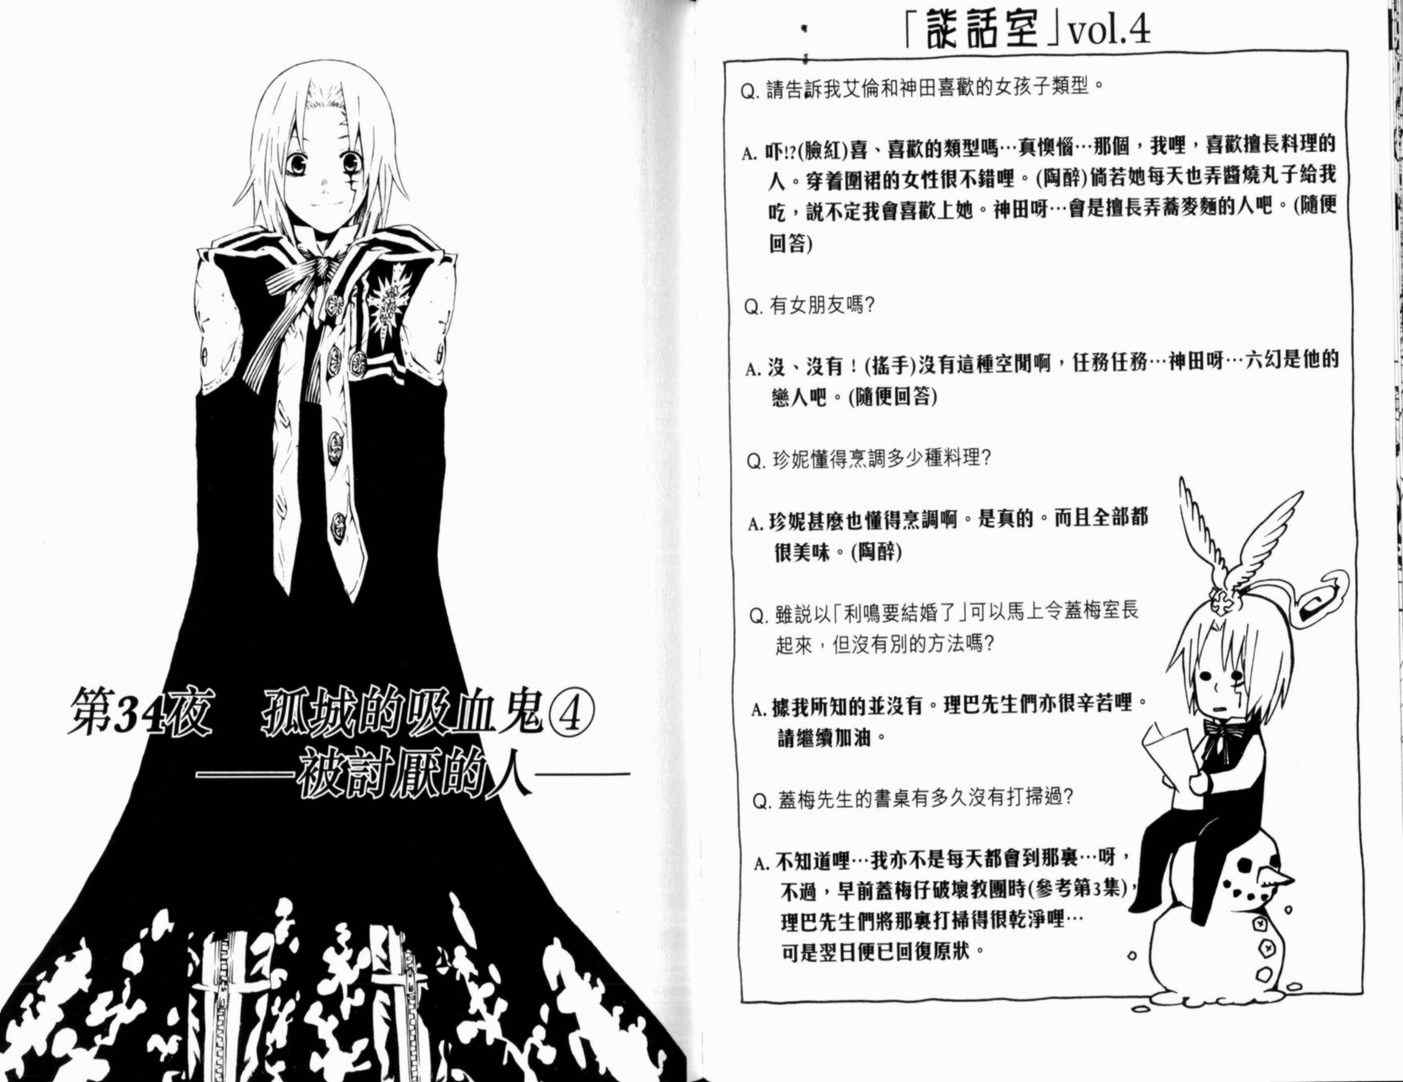 「談話室」vol.4
Q. 請告訴我艾倫和神田喜歡的女孩子類型。
A. 吓!?(臉紅)喜、喜歡的類型嗎…真懊惱…那個，我哩，喜歡擅長料理的
人。穿着圍裙的女性很不錯哩。(陶醉)倘若她每天也弄醬燒丸子給我
吃，説不定我會喜歡上她。神田呀…會是擅長弄蕎麥麵的人吧。(隨便
回答)
Q. 有女朋友嗎?
A. 沒、沒有！(搖手)沒有這種空閒啊，任務任務…神田呀…六幻是他的
戀人吧。(隨便回答)
Q. 珍妮懂得烹調多少種料理?
A. 珍妮甚麼也懂得烹調啊。是真的。而且全部都
很美味。(陶醉)
Q. 雖説以「利鳴要結婚了」可以馬上令蓋梅室長
起來，但沒有別的方法嗎?
A. 據我所知的並沒有。理巴先生們亦很辛苦哩。
請繼續加油。
Q. 蓋梅先生的書桌有多久沒有打掃過?
A. 不知道哩…我亦不是每天都會到那裏…呀，
不過，早前蓋梅仔破壞教團時(參考第3集)，
理巴先生們將那裏打掃得很乾淨哩…
可是翌日便已回復原狀。
第34夜　孤城的吸血鬼④
——被討厭的人——